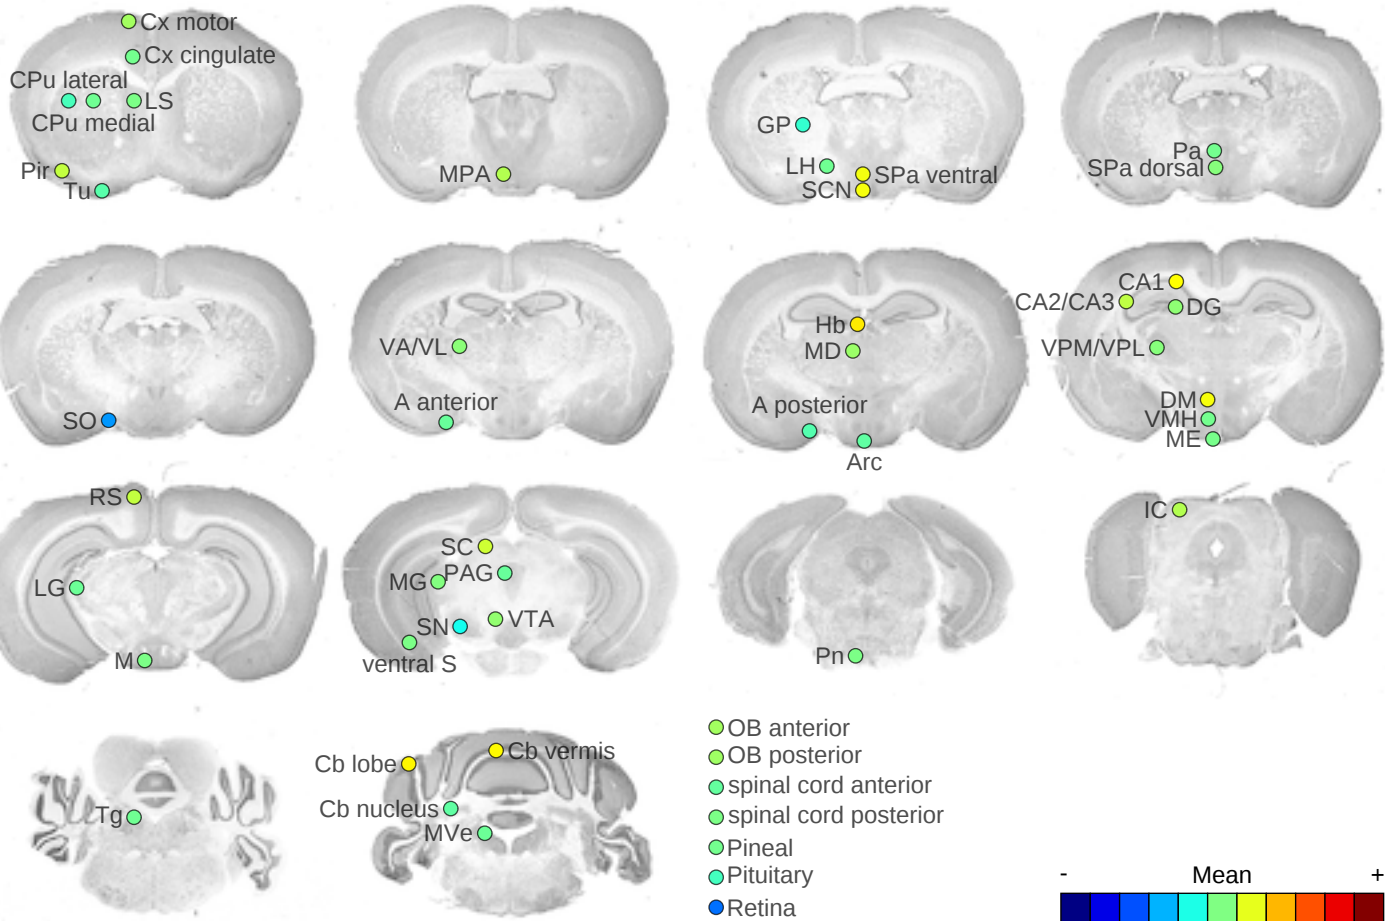 Cx motor
Cx cingulate
CPu lateral
LS
CPu medial
Pir
Tu
MPA
GP
LH
SPa ventral
SCN
Pa
SPa dorsal
SO
VA/VL
A anterior
Hb
MD
A posterior
Arc
CA1
CA2/CA3
DG
VPM/VPL
DM
VMH
ME
RS
LG
M
SC
MG
PAG
SN
VTA
ventral S
Pn
IC
Tg
Cb lobe
Cb vermis
Cb nucleus
MVe
OB anterior
OB posterior
spinal cord anterior
spinal cord posterior
Pineal
Pituitary
Retina
- Mean +